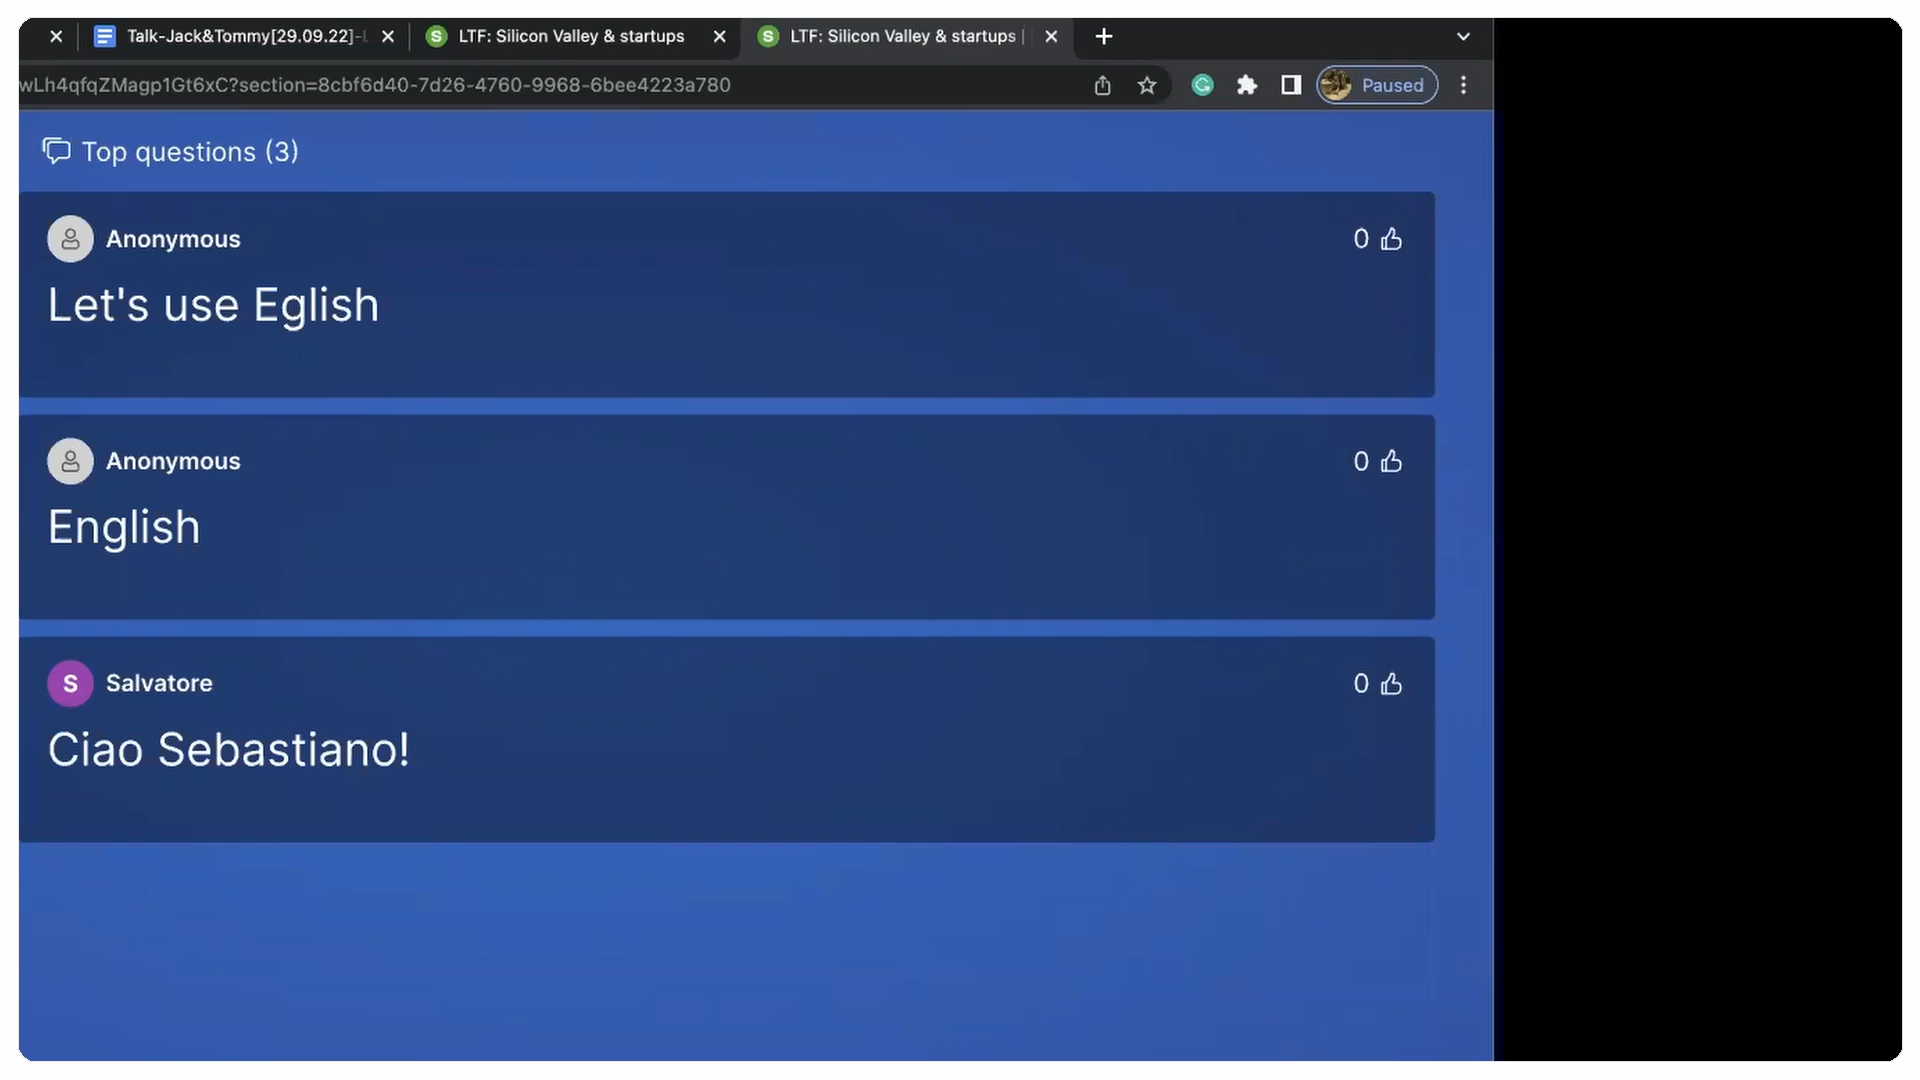 Talk-Jack&Tommy[29.09.22]-L
LTF: Silicon Valley & startups
LTF: Silicon Valley & startups |
wLh4qfqZMagp1Gt6xC?section=8cbf6d40-7d26-4760-9968-6bee4223a780
Paused
Top questions (3)
Anonymous
0
Let's use Eglish
Anonymous
0
English
S
Salvatore
0
Ciao Sebastiano!